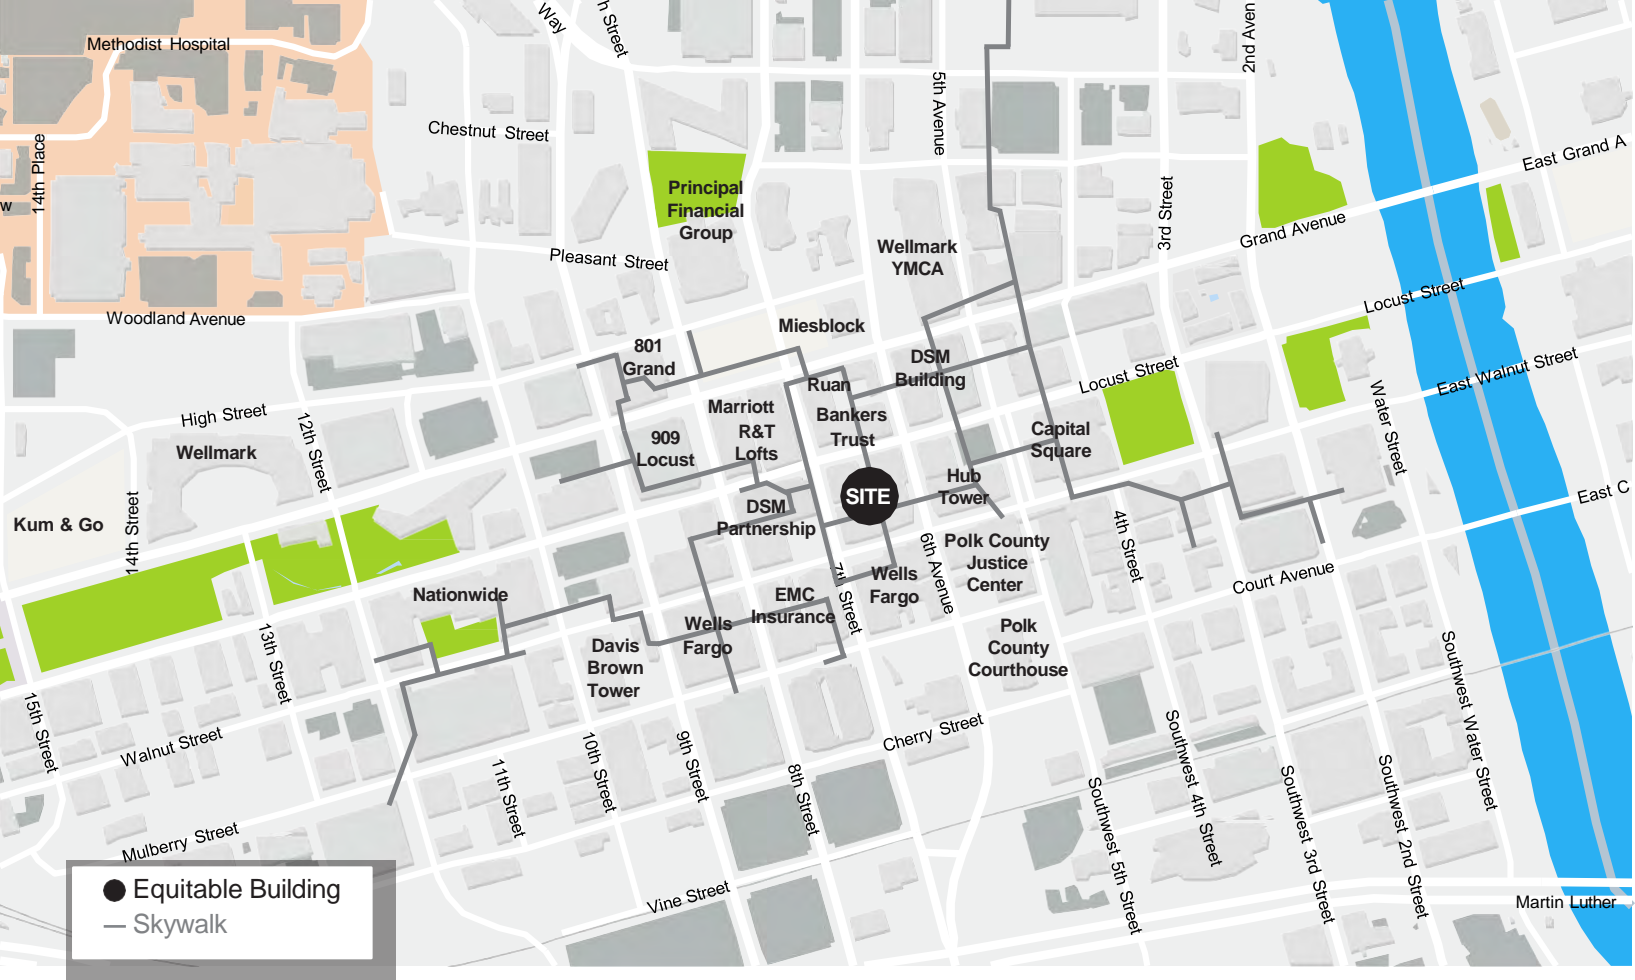 Way
h Street
2nd Aven
Methodist Hospital
5th Avenue
Chestnut Street
14th Place
East Grand A
w
Principal
Financial
Group
3rd Street
Grand Avenue
Wellmark
YMCA
Pleasant Street
Locust Street
Woodland Avenue
Miesblock
801
Grand
DSM
Building
East Walnut Street
Locust Street
Ruan
High Street
12th Street
Marriott
R&T
Lofts
Bankers
Trust
Water Street
Wellmark
909
Locust
Capital
Square
Hub
Tower
SITE
East C
14th Street
Kum & Go
DSM
Partnership
4th Street
6th Avenue
Polk County
Justice
Center
Court Avenue
7th Street
Wells
Fargo
Nationwide
EMC
Insurance
Wells
Fargo
Davis
Brown
Tower
Polk
County
Courthouse
13th Street
Southwest Water Street
15th Street
Walnut Street
Cherry Street
Southwest 4th Street
11th Street
10th Street
9th Street
8th Street
Southwest 5th Street
Southwest 3rd Street
Southwest 2nd Street
Mulberry Street
Vine Street
Martin Luther
Equitable Building
Skywalk